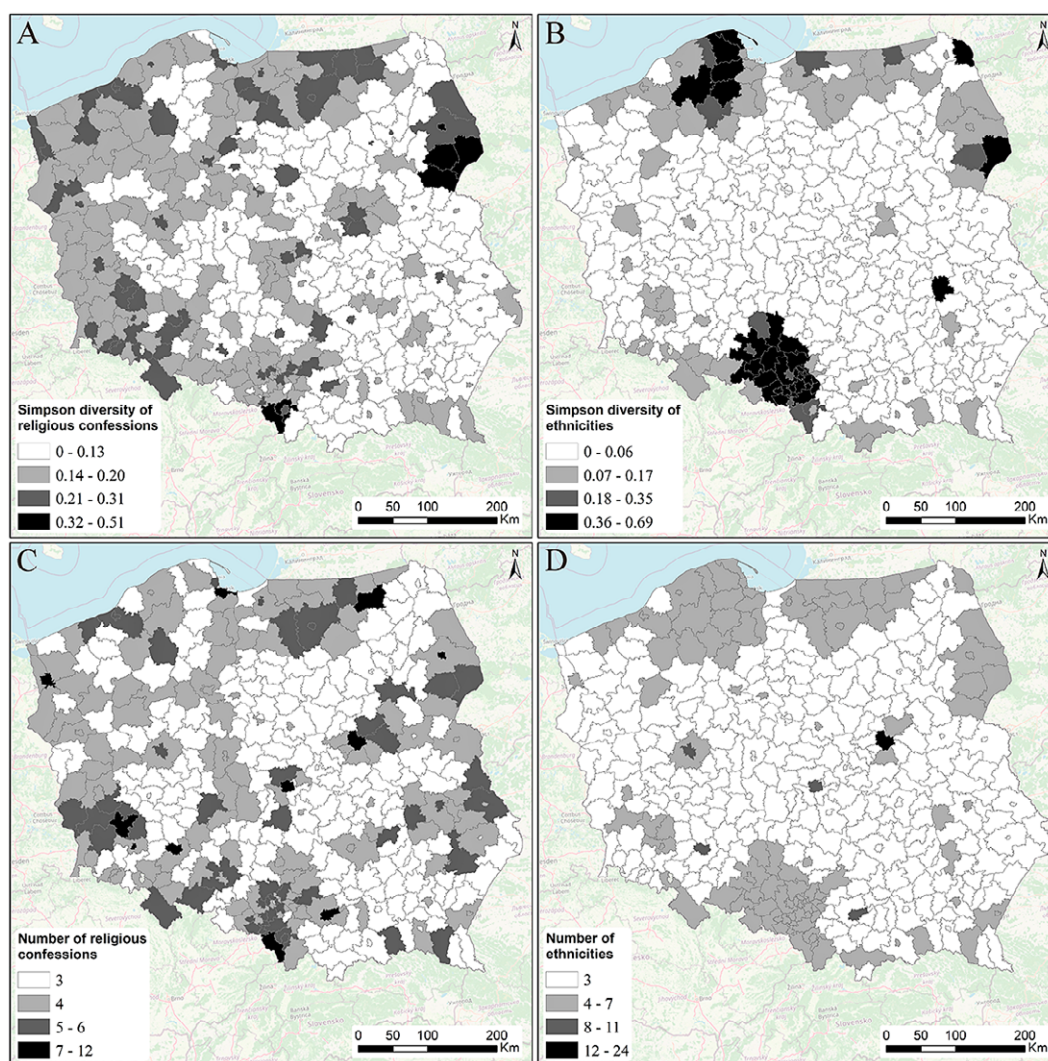 A
N
Simpson diversity of
religious confessions
0 - 0.13
0.14 - 0.20
0.21 - 0.31
0.32 - 0.51
0 50 100 200
Km
B
N
Simpson diversity of
ethnicities
0 - 0.06
0.07 - 0.17
0.18 - 0.35
0.36 - 0.69
0 50 100 200
Km
C
N
Number of religious
confessions
3
4
5 - 6
7 - 12
0 50 100 200
Km
D
N
Number of
ethnicities
3
4 - 7
8 - 11
12 - 24
0 50 100 200
Km